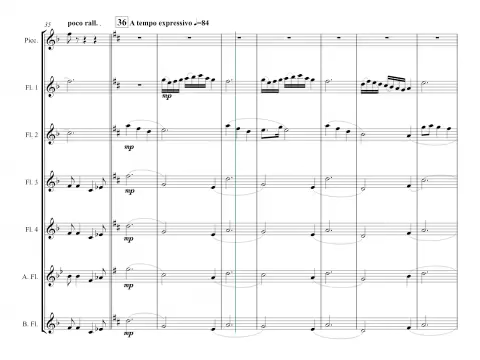 35 poco rall. 36 A tempo expressivo ♩=84
Picc.
Fl. 1
mp
Fl. 2
mp
Fl. 3
mp
Fl. 4
mp
A. Fl.
mp
B. Fl.
mp